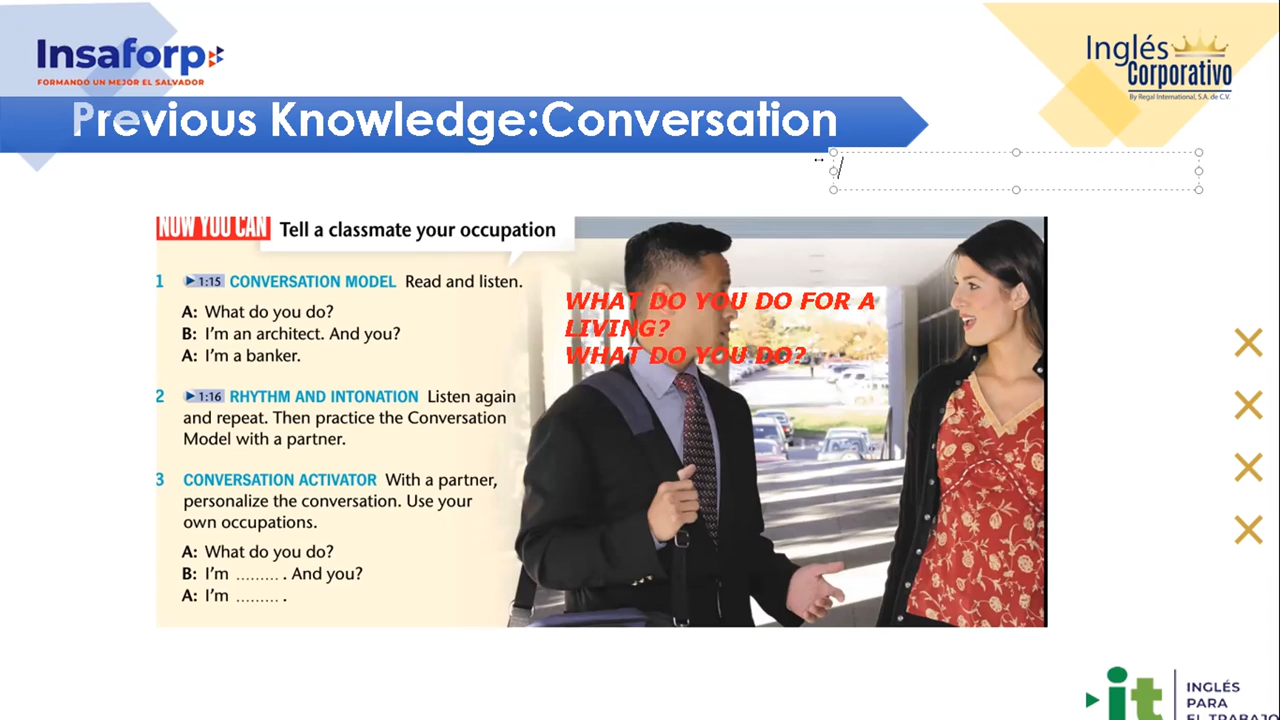 Insaforp
FORMANDO UN MEJOR EL SALVADOR
Inglés
Corporativo
By Regal International, S.A. de C.V.
Previous Knowledge:Conversation
NOW YOU CAN Tell a classmate your occupation
1 ▶1:15 CONVERSATION MODEL Read and listen.
A: What do you do?
B: I'm an architect. And you?
A: I'm a banker.
WHAT DO YOU DO FOR A
LIVING?
WHAT DO YOU DO?
2 ▶1:16 RHYTHM AND INTONATION Listen again
and repeat. Then practice the Conversation
Model with a partner.
3 CONVERSATION ACTIVATOR With a partner,
personalize the conversation. Use your
own occupations.
A: What do you do?
B: I'm ......... . And you?
A: I'm ......... .
it
INGLÉS
PARA
EL TRABAJO